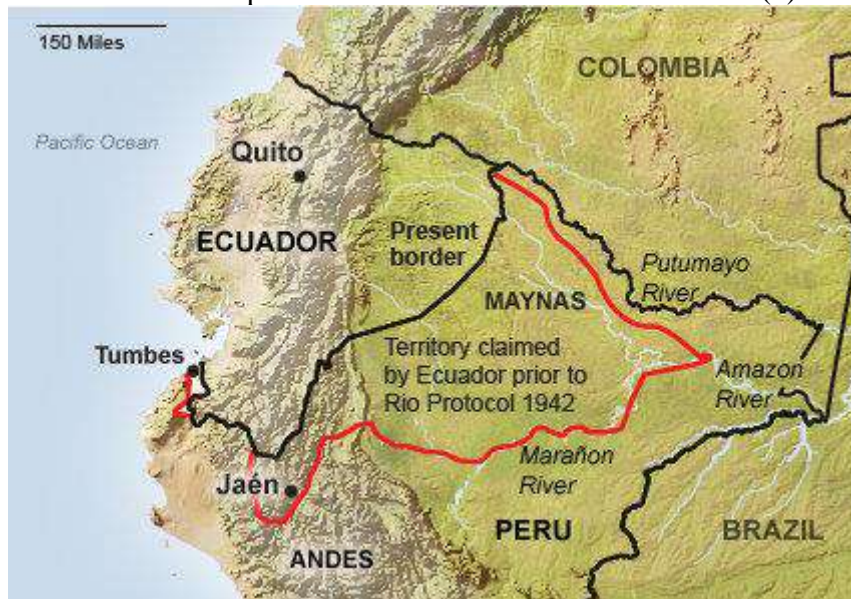 150 Miles
COLOMBIA
Pacific Ocean
Quito
ECUADOR
Present
border
Putumayo
River
MAYNAS
Tumbes
Territory claimed
by Ecuador prior to
Rio Protocol 1942
Amazon
River
Marañon
River
Jaén
PERU
BRAZIL
ANDES